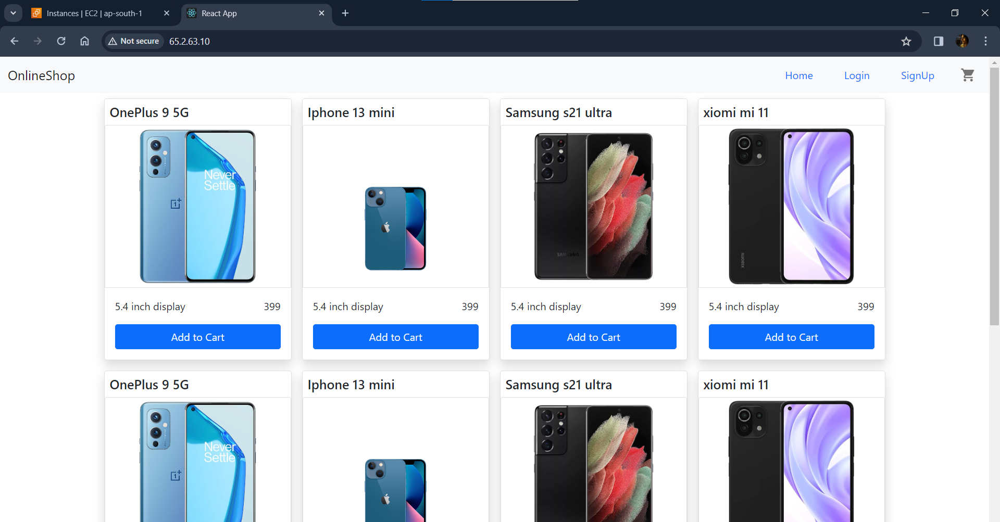 Instances | EC2 | ap-south-1
React App
Not secure
65.2.63.10
OnlineShop
Home
Login
SignUp
OnePlus 9 5G
Iphone 13 mini
Samsung s21 ultra
xiomi mi 11
Never
Settle
1+
SAMSUNG
xiaomi
5.4 inch display 399
5.4 inch display 399
5.4 inch display 399
5.4 inch display 399
Add to Cart
Add to Cart
Add to Cart
Add to Cart
OnePlus 9 5G
Iphone 13 mini
Samsung s21 ultra
xiomi mi 11
Never
Settle
1+